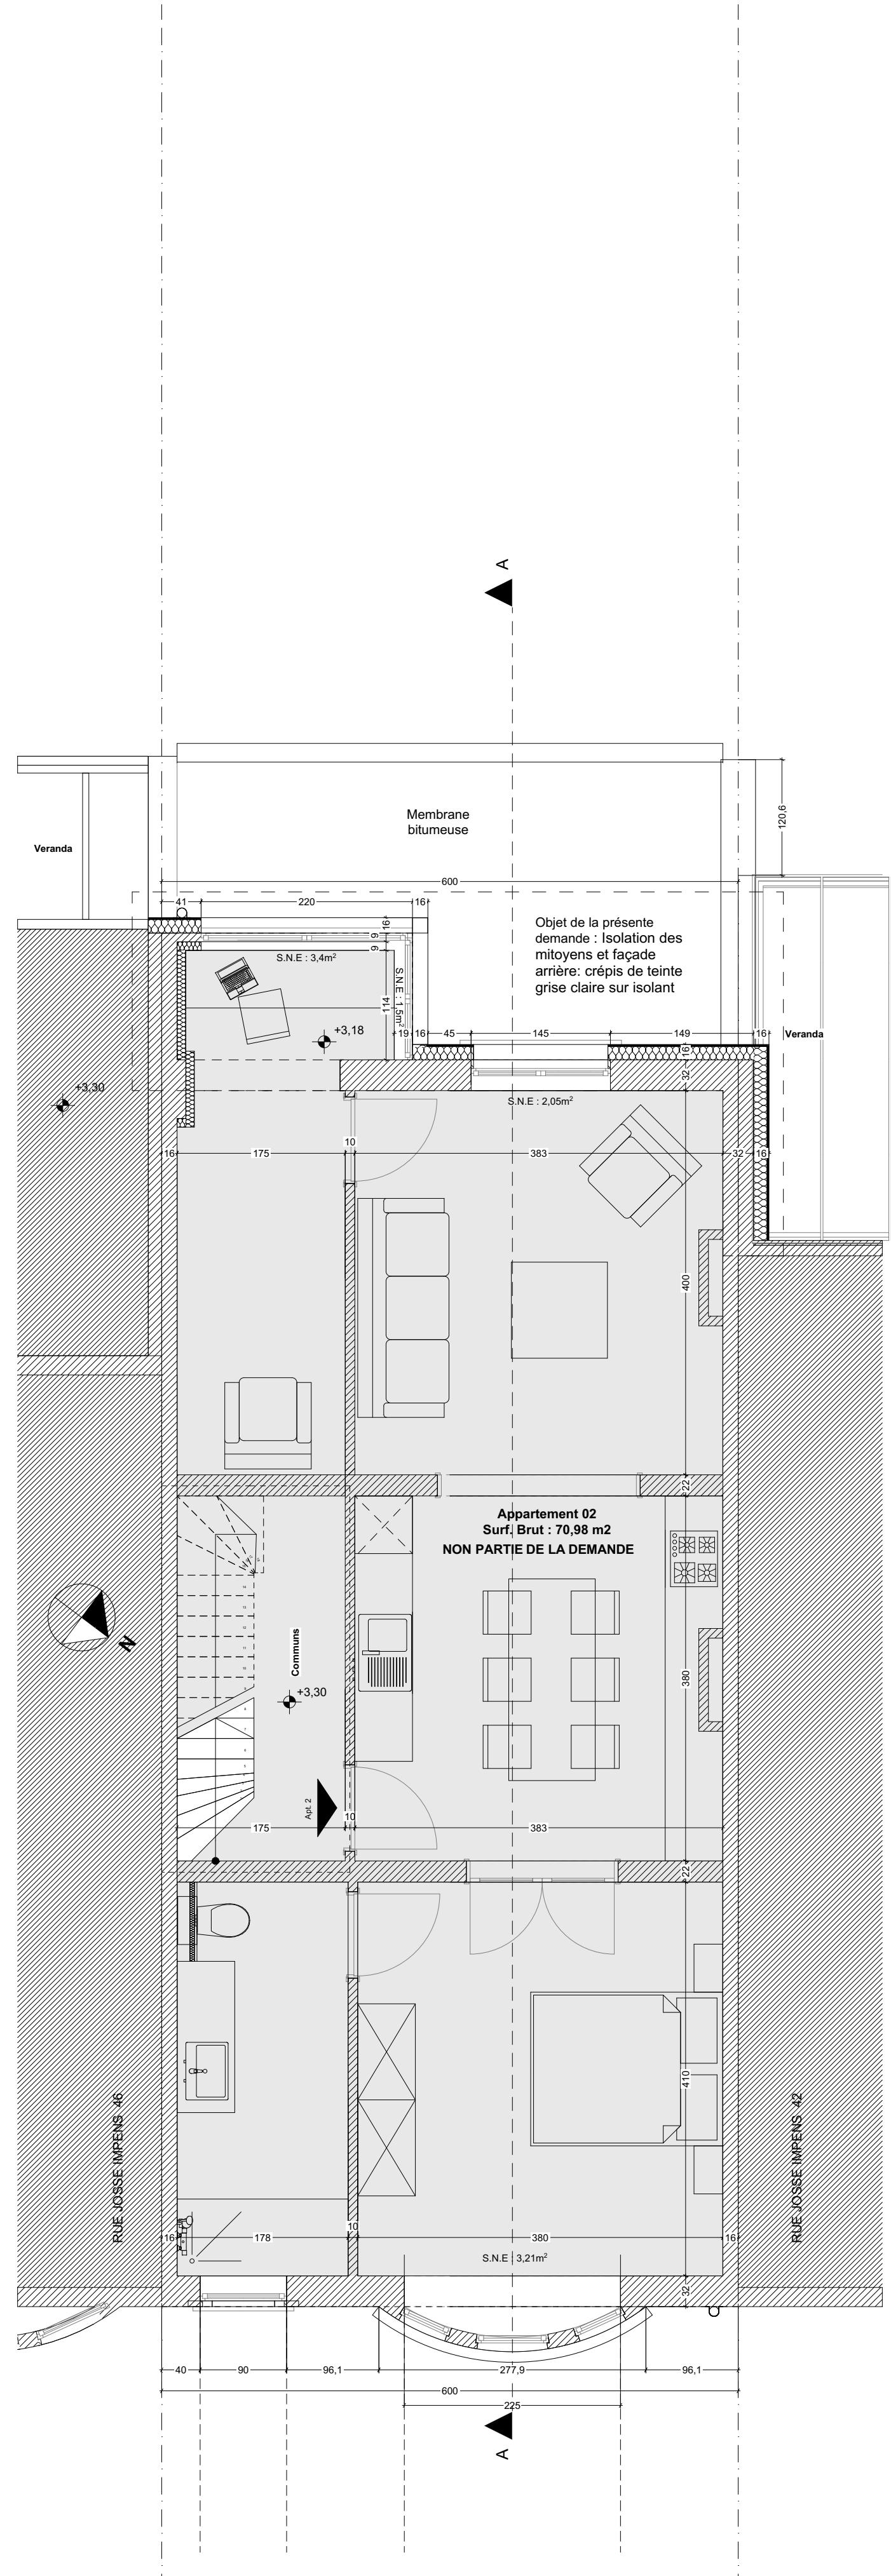 A
Membrane
bitumeuse
120,6
Veranda
600
41
220
16
16
9
9
S.N.E : 3,4m²
S.N.E : 1,5m²
114
Objet de la présente
demande : Isolation des
mitoyens et façade
arrière: crépis de teinte
grise claire sur isolant
+3,18
19
16
45
145
149
16
Veranda
16
32
+3,30
S.N.E : 2,05m²
10
16
175
383
32
16
400
22
Appartement 02
Surf. Brut : 70,98 m2
NON PARTIE DE LA DEMANDE
N
Communs
+3,30
380
Apt. 2
175
10
383
22
410
RUE JOSSE IMPENS 46
RUE JOSSE IMPENS 42
10
16
178
380
16
S.N.E : 3,21m²
32
40
90
96,1
277,9
96,1
600
225
A